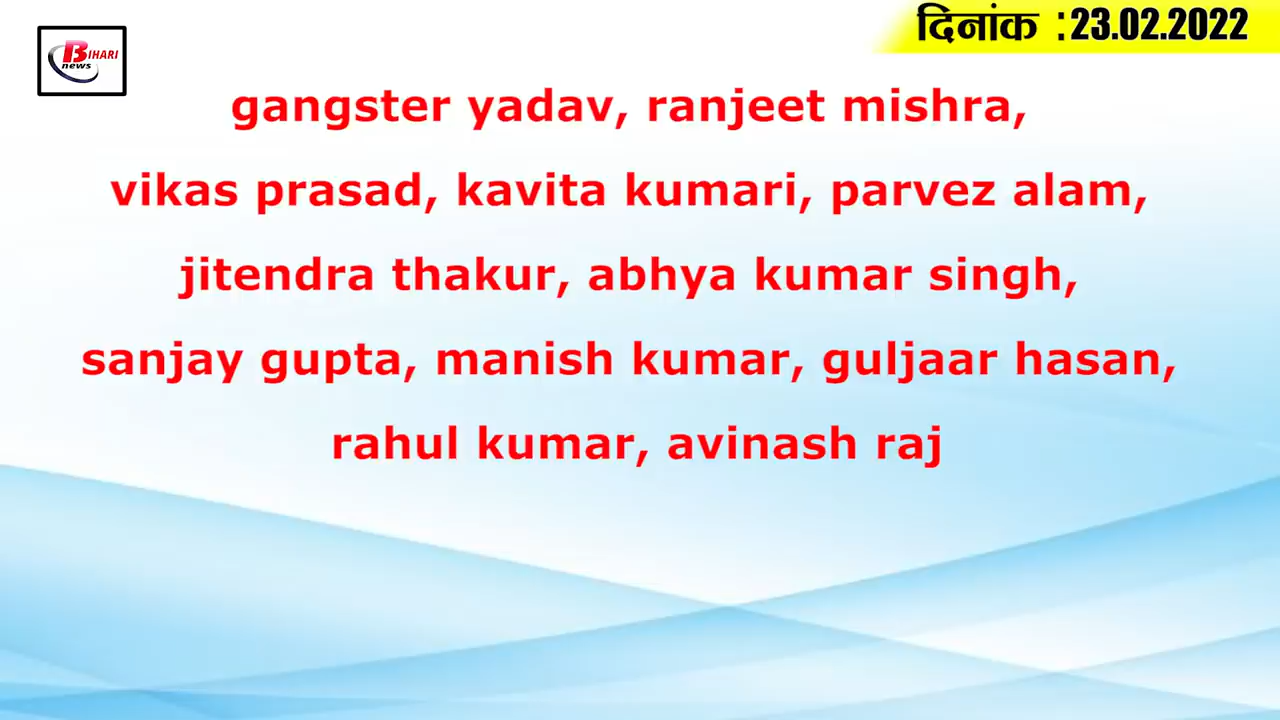 BIHARI
news
दिनांक :23.02.2022
gangster yadav, ranjeet mishra,
vikas prasad, kavita kumari, parvez alam,
jitendra thakur, abhya kumar singh,
sanjay gupta, manish kumar, guljaar hasan,
rahul kumar, avinash raj